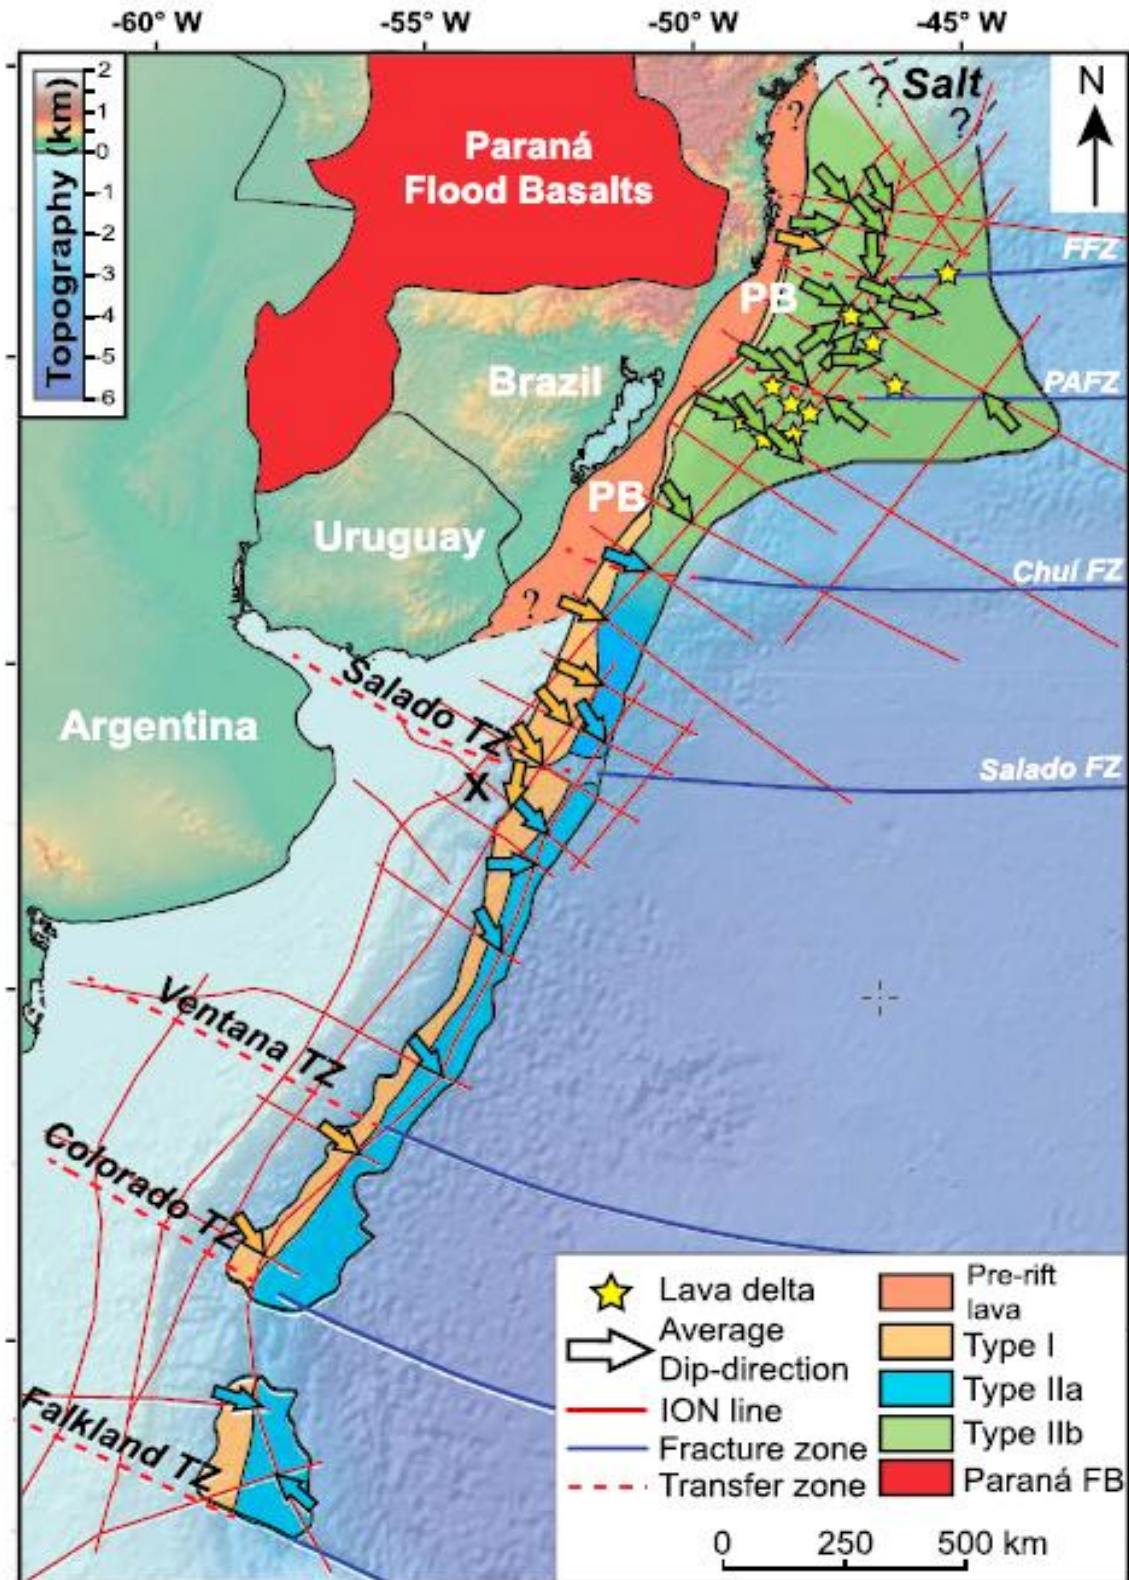 -60° W
-55° W
-50° W
-45° W
Topography (km)
2
1
0
-1
-2
-3
-4
-5
-6
Salt
?
?
?
N
Paraná
Flood Basalts
FFZ
PB
Brazil
PAFZ
PB
Uruguay
Chuí FZ
?
Salado TZ
Argentina
Salado FZ
X
Ventana TZ
Colorado TZ
Falkland TZ
Lava delta
Average
Dip-direction
ION line
Fracture zone
Transfer zone
Pre-rift
lava
Type I
Type IIa
Type IIb
Paraná FB
0
250
500 km